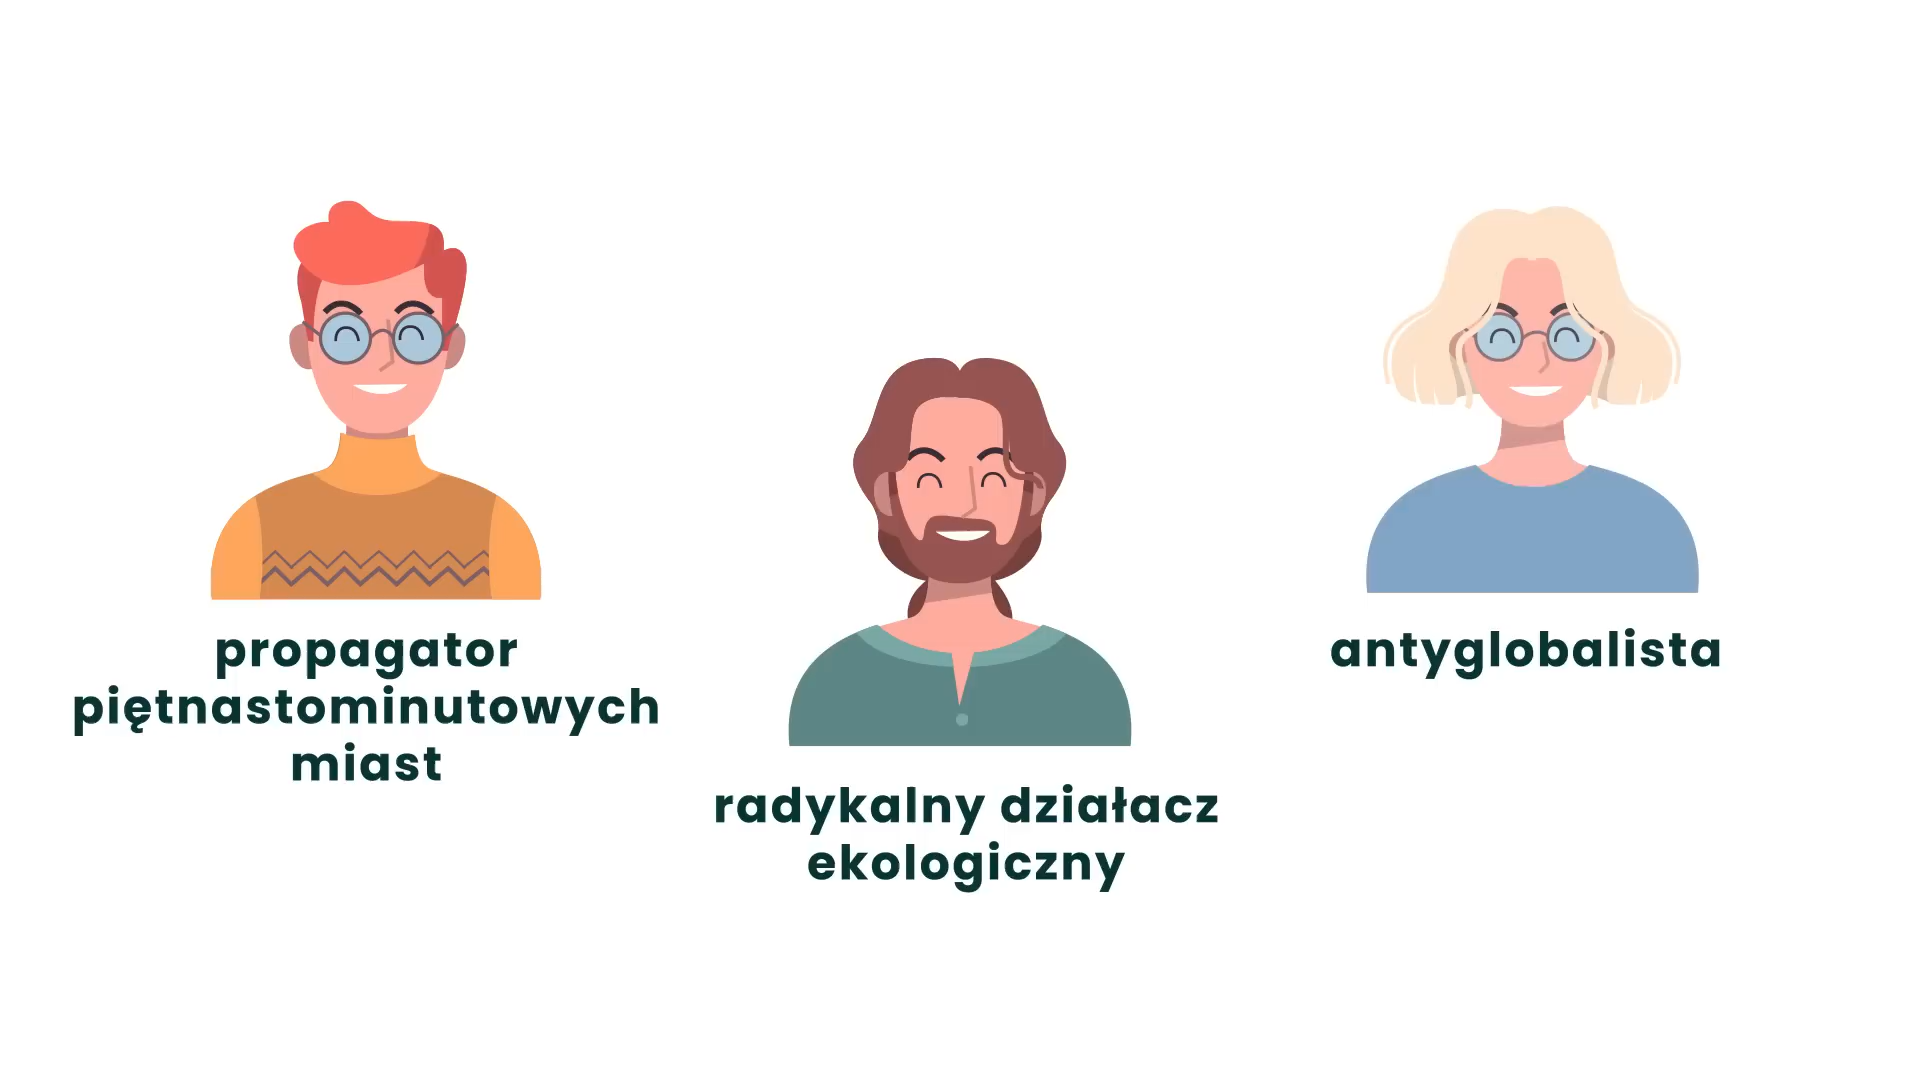 propagator
piętnastominutowych
miast
radykalny działacz
ekologiczny
antyglobalista